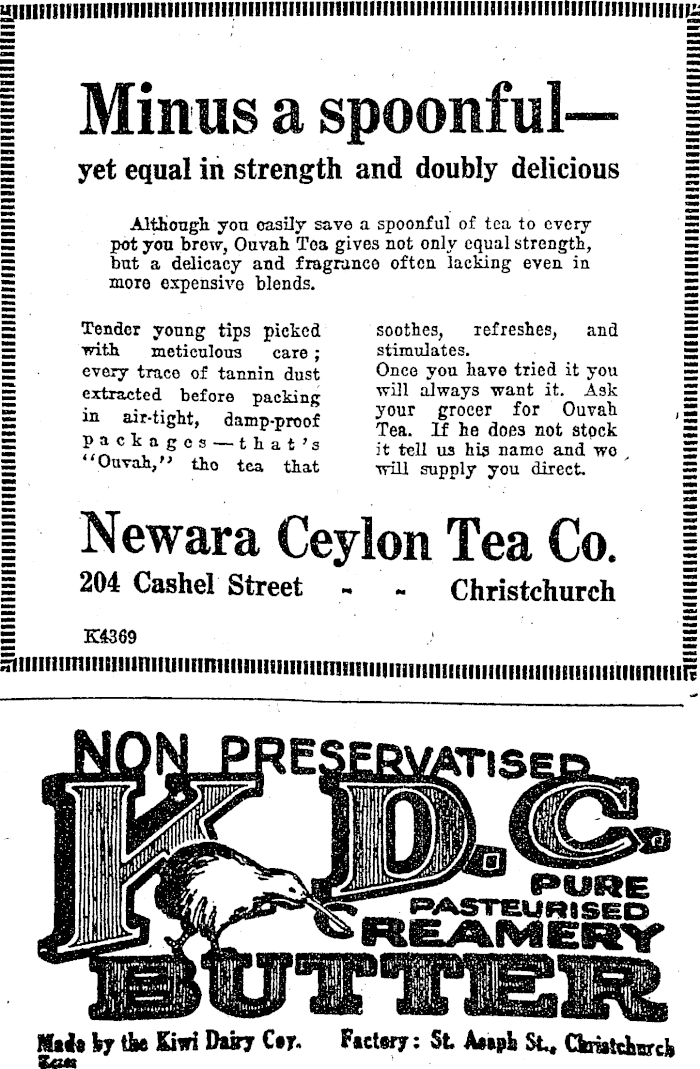 Minus a spoonful—
yet equal in strength and doubly delicious
Although you easily save a spoonful of tea to every
pot you brew, Ouvah Tea gives not only equal strength,
but a delicacy and fragrance often lacking even in
more expensive blends.
Tender young tips picked
with meticulous care;
every trace of tannin dust
extracted before packing
in air-tight, damp-proof
packages—that's
"Ouvah," the tea that
soothes, refreshes, and
stimulates.
Once you have tried it you
will always want it. Ask
your grocer for Ouvah
Tea. If he does not stock
it tell us his name and we
will supply you direct.
Newara Ceylon Tea Co.
204 Cashel Street - - Christchurch
K4369
NON PRESERVATISED
K.D.C.
PURE
PASTEURISED
CREAMERY
BUTTER
Made by the Kiwi Dairy Coy. Factory: St. Asaph St., Christchurch